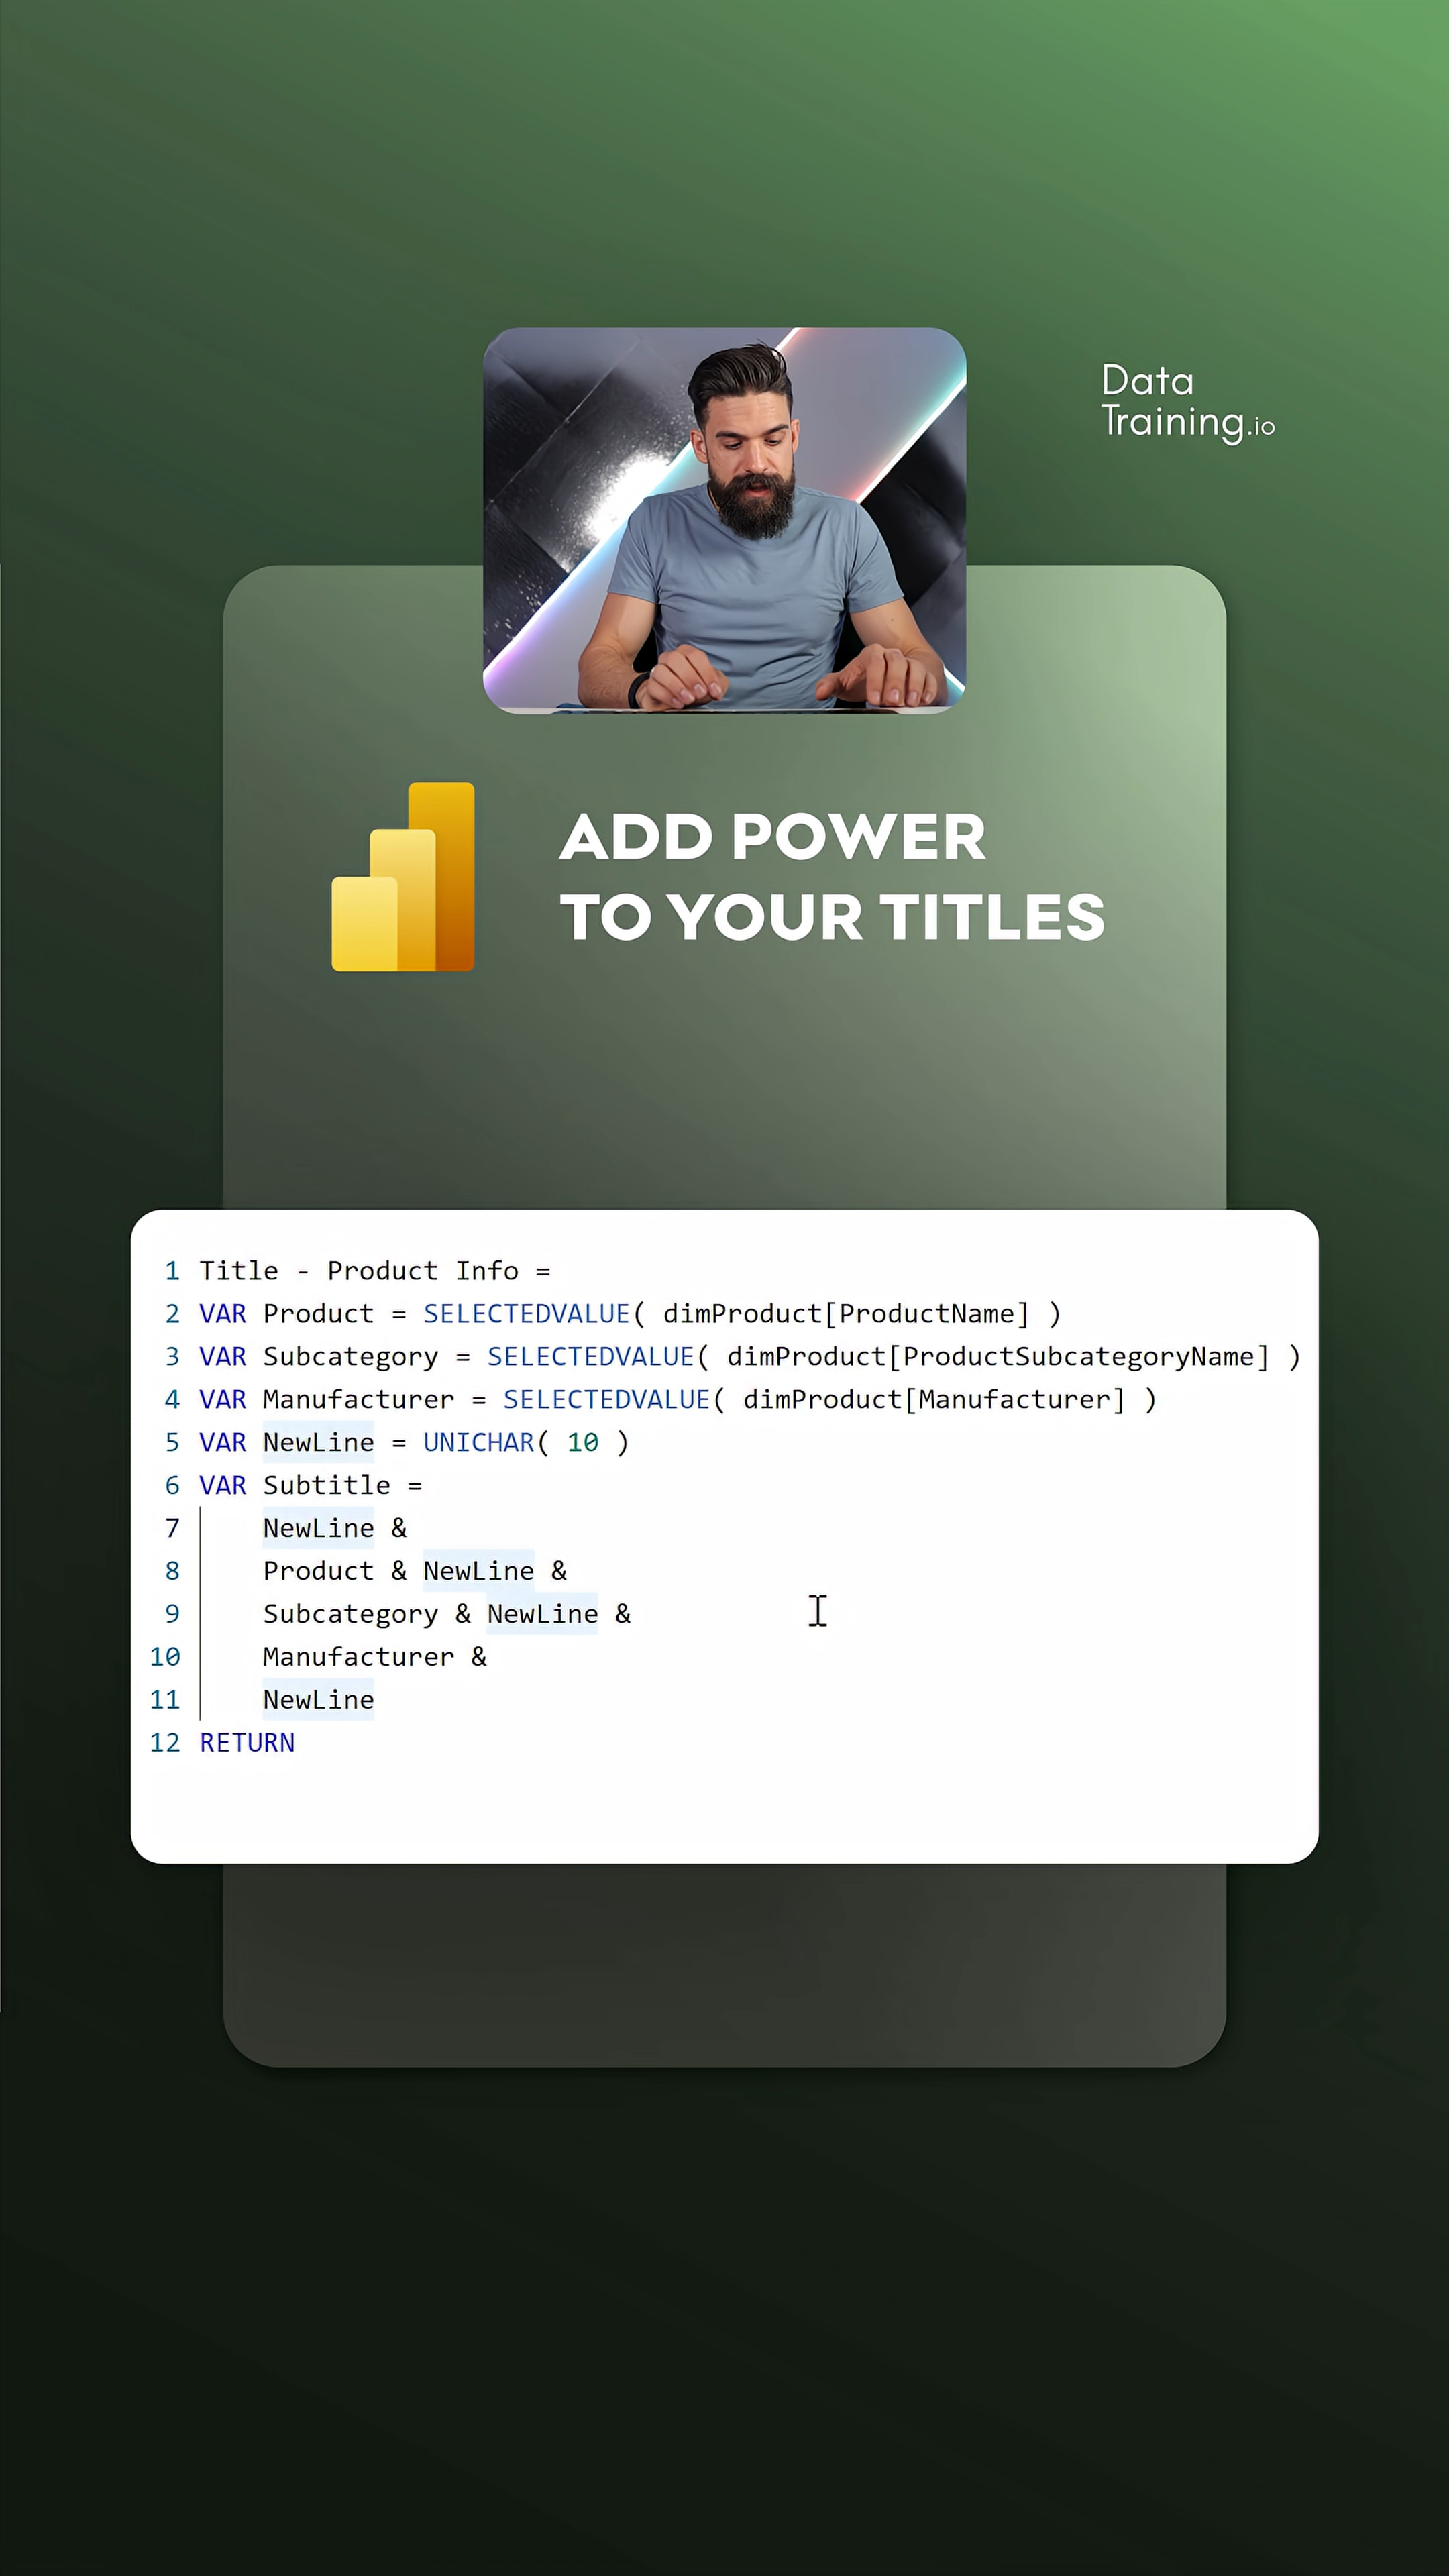 Data
Training.io
ADD POWER
TO YOUR TITLES
1 Title - Product Info =
2 VAR Product = SELECTEDVALUE( dimProduct[ProductName] )
3 VAR Subcategory = SELECTEDVALUE( dimProduct[ProductSubcategoryName] )
4 VAR Manufacturer = SELECTEDVALUE( dimProduct[Manufacturer] )
5 VAR NewLine = UNICHAR( 10 )
6 VAR Subtitle =
7     NewLine &
8     Product & NewLine &
9     Subcategory & NewLine &
10     Manufacturer &
11     NewLine
12 RETURN